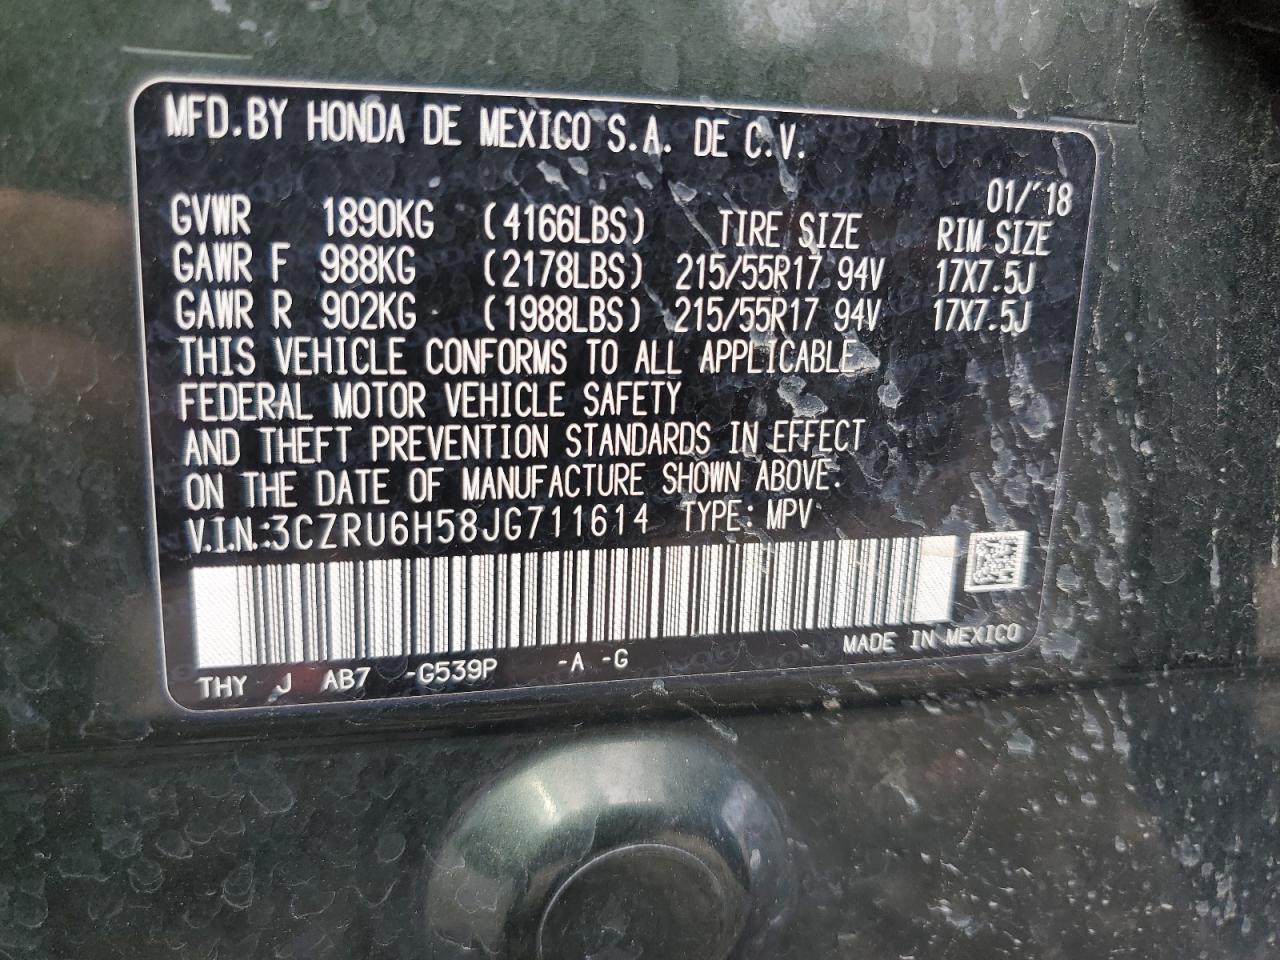 MFD.BY HONDA DE MEXICO S.A. DE C.V.
01/'18
GVWR 1890KG (4166LBS) TIRE SIZE RIM SIZE
GAWR F 988KG (2178LBS) 215/55R17 94V 17X7.5J
GAWR R 902KG (1988LBS) 215/55R17 94V 17X7.5J
THIS VEHICLE CONFORMS TO ALL APPLICABLE
FEDERAL MOTOR VEHICLE SAFETY
AND THEFT PREVENTION STANDARDS IN EFFECT
ON THE DATE OF MANUFACTURE SHOWN ABOVE.
V.I.N.:3CZRU6H58JG711614 TYPE: MPV
THY J AB7 -G539P -A -G - MADE IN MEXICO